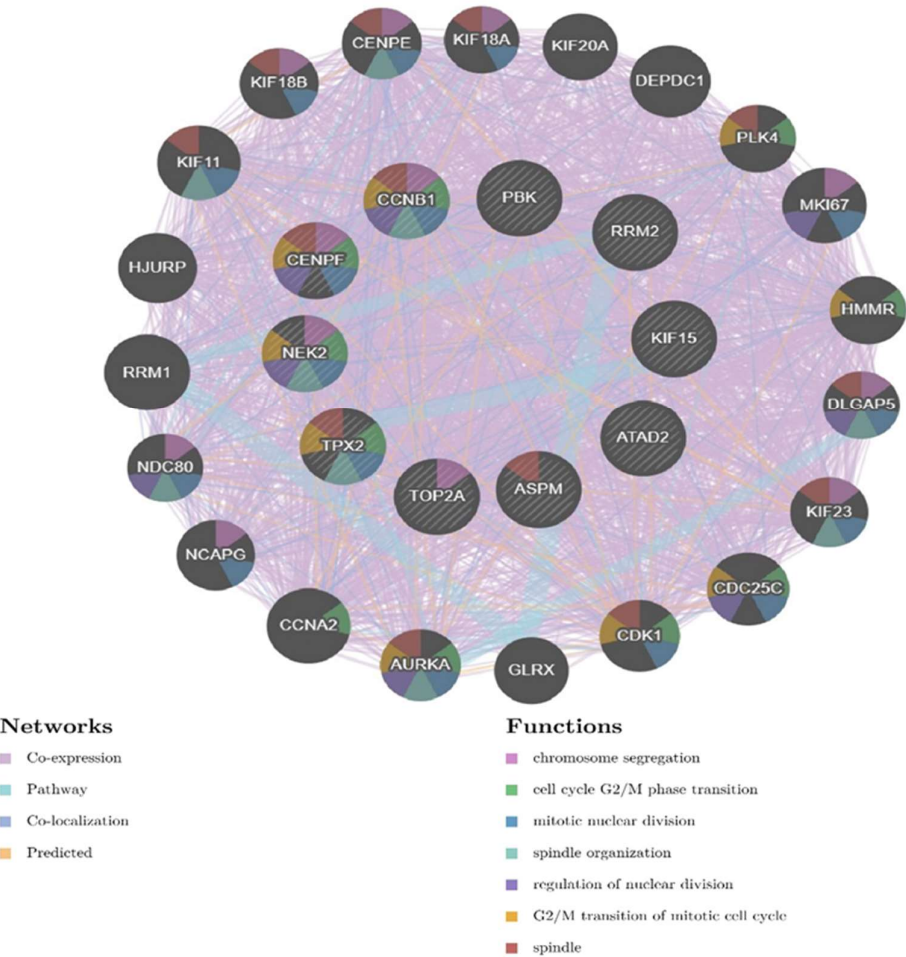 CENPE
KIF18A
KIF20A
KIF18B
DEPDC1
PLK4
KIF11
CCNB1
PBK
MKI67
RRM2
CENPF
HJURP
HMMR
KIF15
NEK2
RRM1
DLGAP5
ATAD2
TPX2
NDC80
ASPM
TOP2A
KIF23
NCAPG
CDC25C
CCNA2
CDK1
AURKA
GLRX
Networks
Co-expression
Pathway
Co-localization
Predicted
Functions
chromosome segregation
cell cycle G2/M phase transition
mitotic nuclear division
spindle organization
regulation of nuclear division
G2/M transition of mitotic cell cycle
spindle